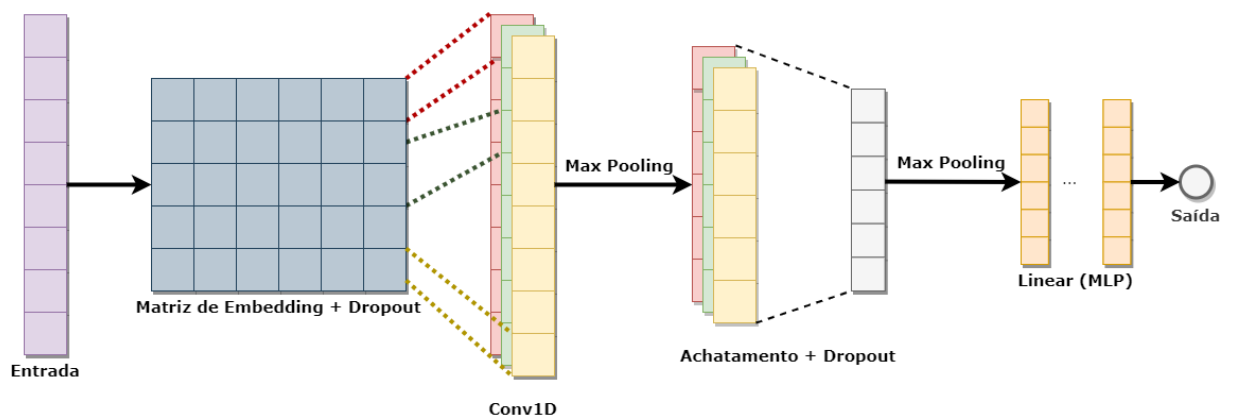 Entrada
Matriz de Embedding + Dropout
Conv1D
Max Pooling
Achatamento + Dropout
Max Pooling
...
Linear (MLP)
Saída